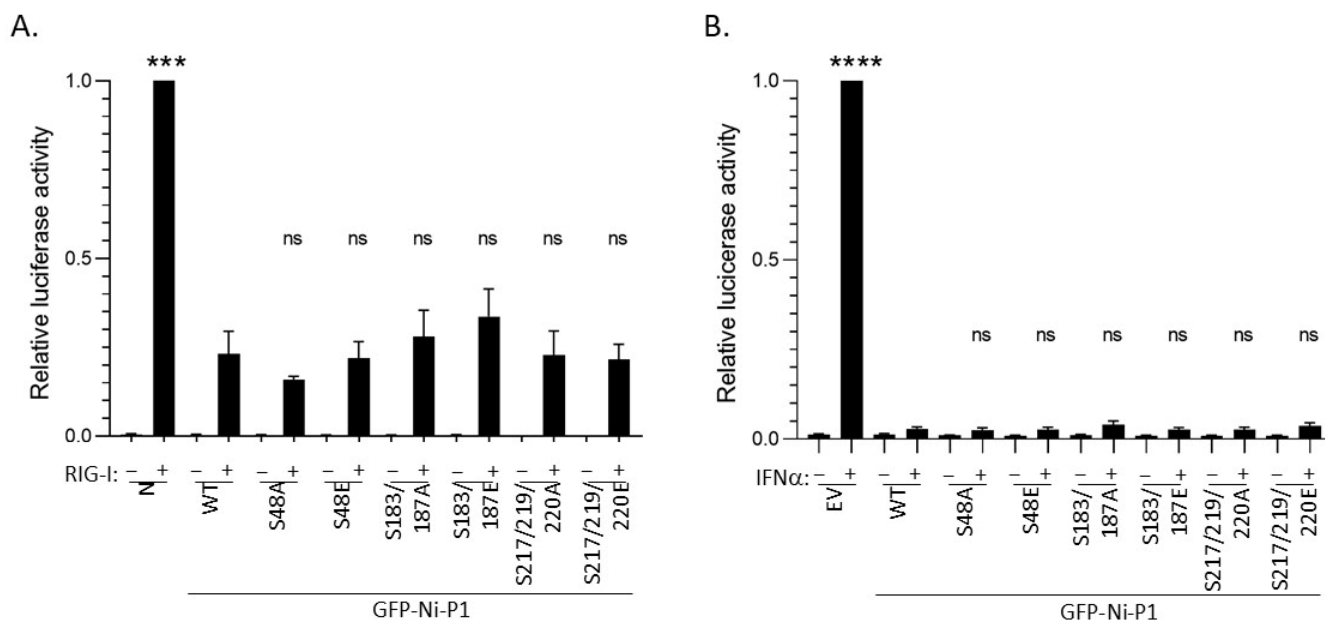 A.
***
1.0
0.5
0.0
Relative luciferase activity
ns ns ns ns ns ns
RIG-I: – + – + – + – + – + – + – + – +
N
WT
S48A
S48E
S183/
187A
S183/
187E
S217/219/
220A
S217/219/
220E
GFP-Ni-P1
B.
****
1.0
0.5
0.0
Relative lucicerase activity
ns ns ns ns ns ns
IFNα: – + – + – + – + – + – + – + – +
EV
WT
S48A
S48E
S183/
187A
S183/
187E
S217/219/
220A
S217/219/
220E
GFP-Ni-P1